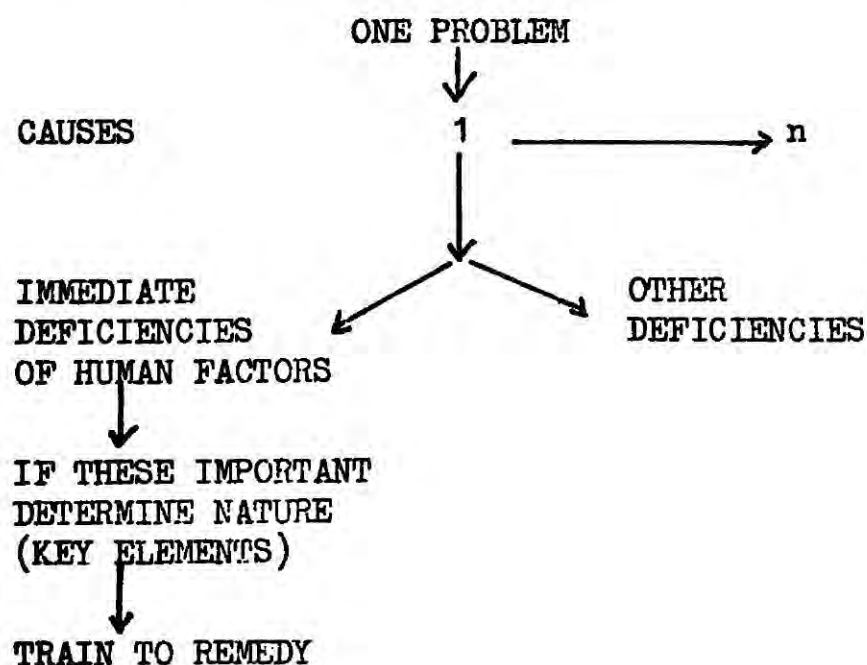 ONE PROBLEM
CAUSES 1 n
IMMEDIATE
DEFICIENCIES
OF HUMAN FACTORS
OTHER
DEFICIENCIES
IF THESE IMPORTANT
DETERMINE NATURE
(KEY ELEMENTS)
TRAIN TO REMEDY